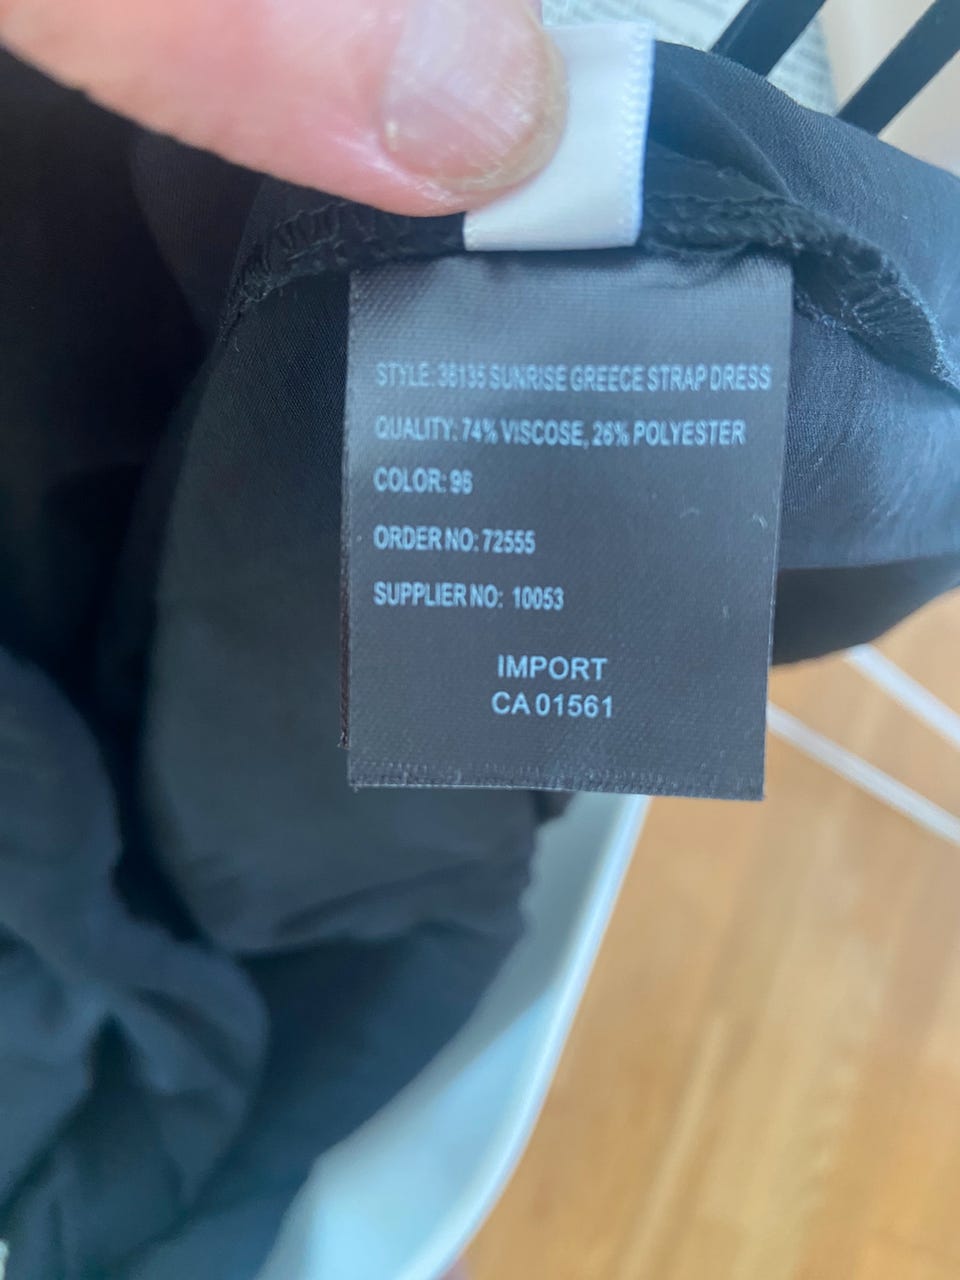 STYLE: 36135 SUNRISE GREECE STRAP DRESS
QUALITY: 74% VISCOSE, 26% POLYESTER
COLOR: 96
ORDER NO: 72555
SUPPLIER NO: 10053
IMPORT
CA 01561